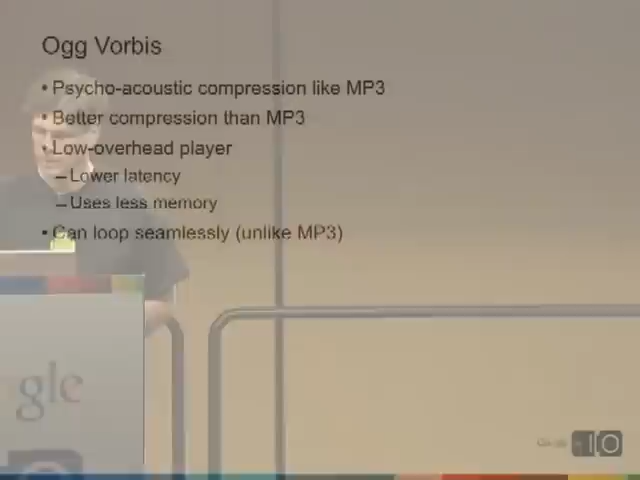 Ogg Vorbis
• Psycho-acoustic compression like MP3
• Better compression than MP3
• Low-overhead player
– Lower latency
– Uses less memory
• Can loop seamlessly (unlike MP3)
gle
IO